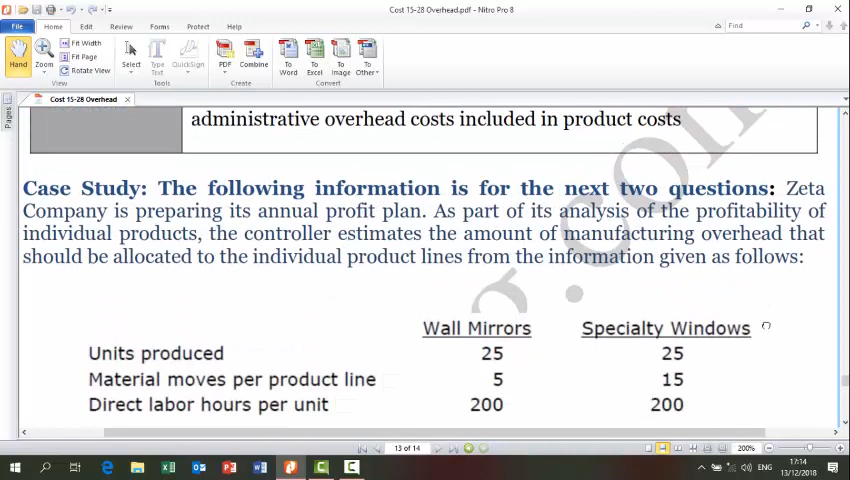 Cost 15-28 Overhead.pdf - Nitro Pro 8
File Home Edit Review Forms Protect Help
Find
Hand
Zoom
Fit Width
Fit Page
Rotate View
View
Select
Type Text
QuickSign
Tools
PDF
Combine
Create
To Word
To Excel
To Image
To Other
Convert
Pages
Cost 15-28 Overhead
administrative overhead costs included in product costs
Case Study: The following information is for the next two questions: Zeta
Company is preparing its annual profit plan. As part of its analysis of the profitability of
individual products, the controller estimates the amount of manufacturing overhead that
should be allocated to the individual product lines from the information given as follows:
Wall Mirrors Specialty Windows
Units produced 25 25
Material moves per product line 5 15
Direct labor hours per unit 200 200
13 of 14
200%
ENG
17:14
13/12/2018